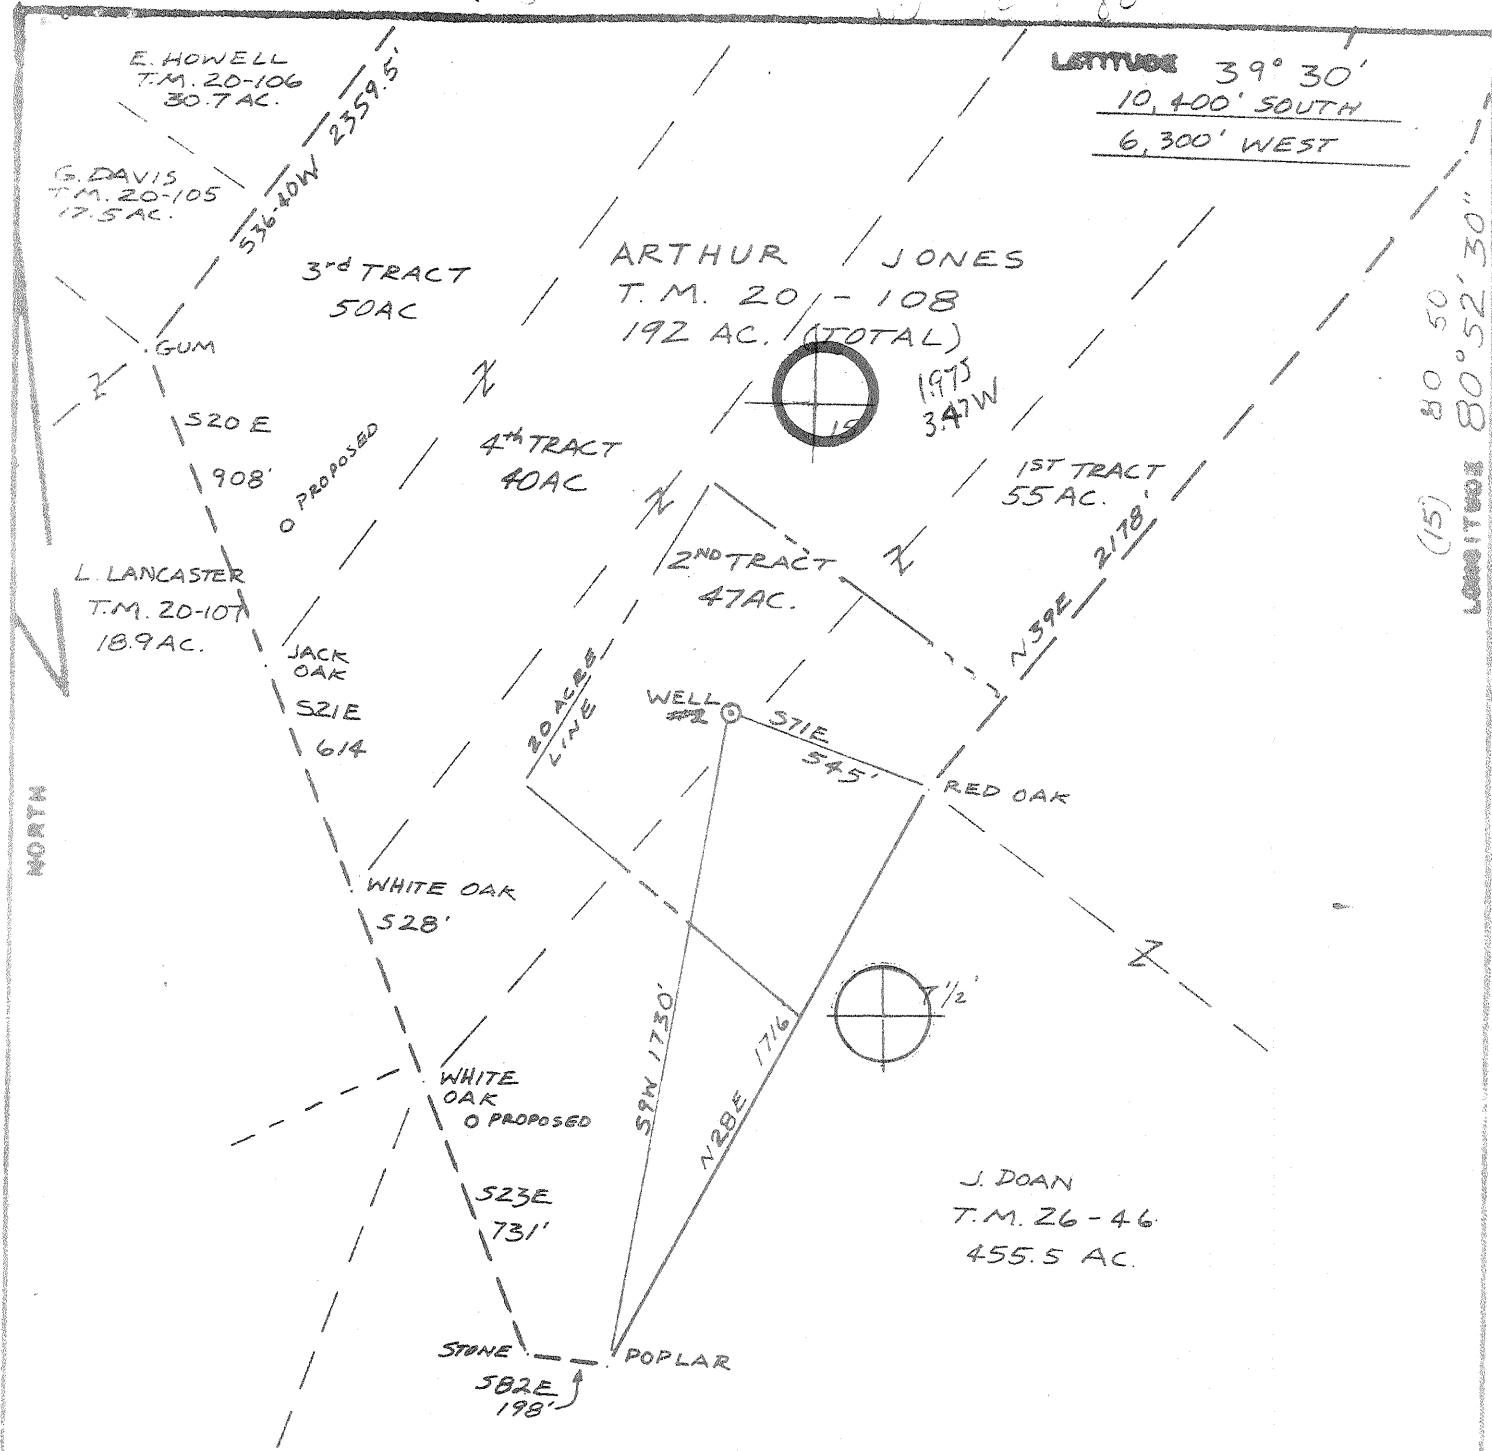 E. HOWELL
T.M. 20-106
30.7 AC.
S36-40W 2359.5'
LATITUDE 39° 30'
10,400' SOUTH
6,300' WEST
G. DAVIS
T.M. 20-105
17.5 AC.
3rd TRACT
50AC
ARTHUR JONES
T. M. 20 - 108
192 AC. (TOTAL)
LONGITUDE 80° 52' 30"
80 50
(15)
GUM
1.97S
3.47W
15
S20 E
908'
PROPOSED
4th TRACT
40AC
1ST TRACT
55 AC.
N39E 2178'
2ND TRACT
47AC.
L. LANCASTER
T.M. 20-107
18.9 AC.
JACK
OAK
S21E
614
20 ACRE
LINE
WELL
#2
S71E
545'
RED OAK
NORTH
WHITE OAK
528'
7 1/2'
S9W 1730'
N28E 1716'
WHITE
OAK
PROPOSED
S23E
731'
J. DOAN
T.M. 26-46
455.5 AC.
STONE
POPLAR
S82E
198'